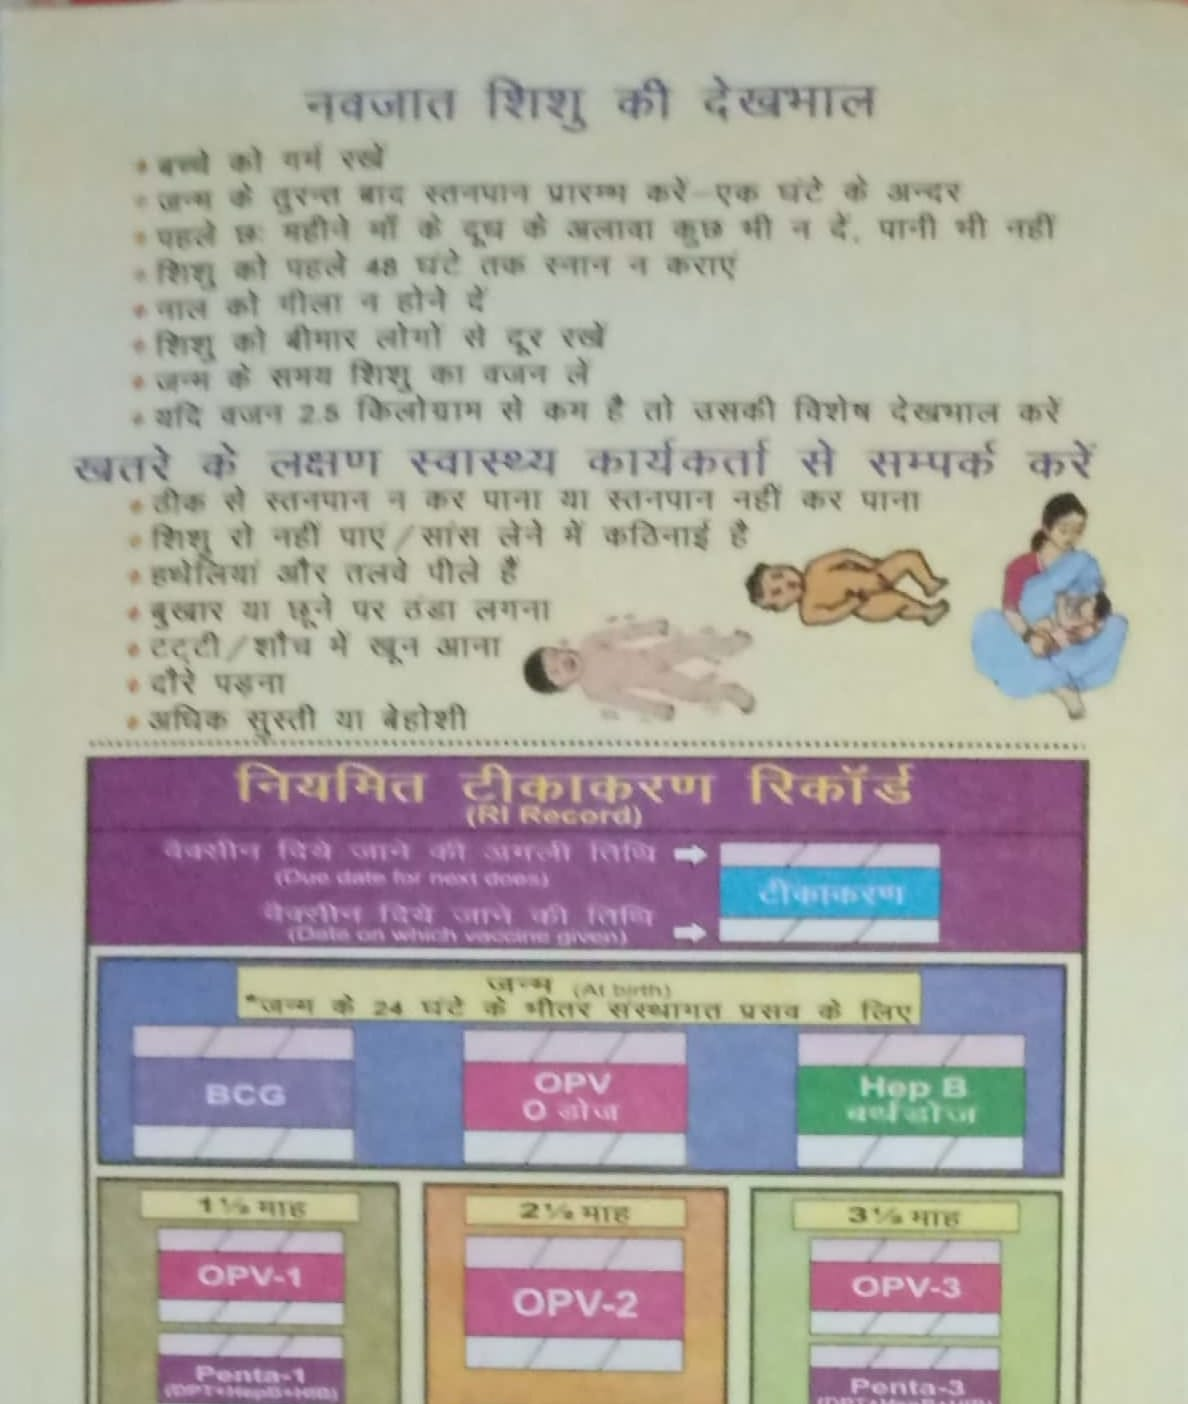 नवजात शिशु की देखभाल
बच्चे को गर्म रखें
जन्म के तुरन्त बाद स्तनपान प्रारम्भ करें-एक घंटे के अन्दर
पहले छः महीने माँ के दूध के अलावा कुछ भी न दें, पानी भी नहीं
शिशु को पहले 48 घंटे तक स्नान न कराएं
नाल को गीला न होने दें
शिशु को बीमार लोगों से दूर रखें
जन्म के समय शिशु का वजन लें
यदि वजन 2.5 किलोग्राम से कम है तो उसकी विशेष देखभाल करें
खतरे के लक्षण स्वास्थ्य कार्यकर्ता से सम्पर्क करें
ठीक से स्तनपान न कर पाना या स्तनपान नहीं कर पाना
शिशु रो नहीं पाए/सांस लेने में कठिनाई है
हथेलियां और तलवे पीले हैं
बुखार या छूने पर ठंडा लगना
टट्टी/शौच में खून आना
दौरे पड़ना
अधिक सुस्ती या बेहोशी
नियमित टीकाकरण रिकॉर्ड
(RI Record)
वैक्सीन दिये जाने की अगली तिथि
(Due date for next does)
टीकाकरण
वैक्सीन दिये जाने की तिथि
(Date on which vaccine given)
जन्म (At birth)
*जन्म के 24 घंटे के भीतर संस्थागत प्रसव के लिए
BCG
OPV
0 डोज
Hep B
बर्थडोज
1½ माह
2½ माह
3½ माह
OPV-1
OPV-2
OPV-3
Penta-1
(DPT+HepB+HIB)
Penta-3
(DPT+HepB+HIB)